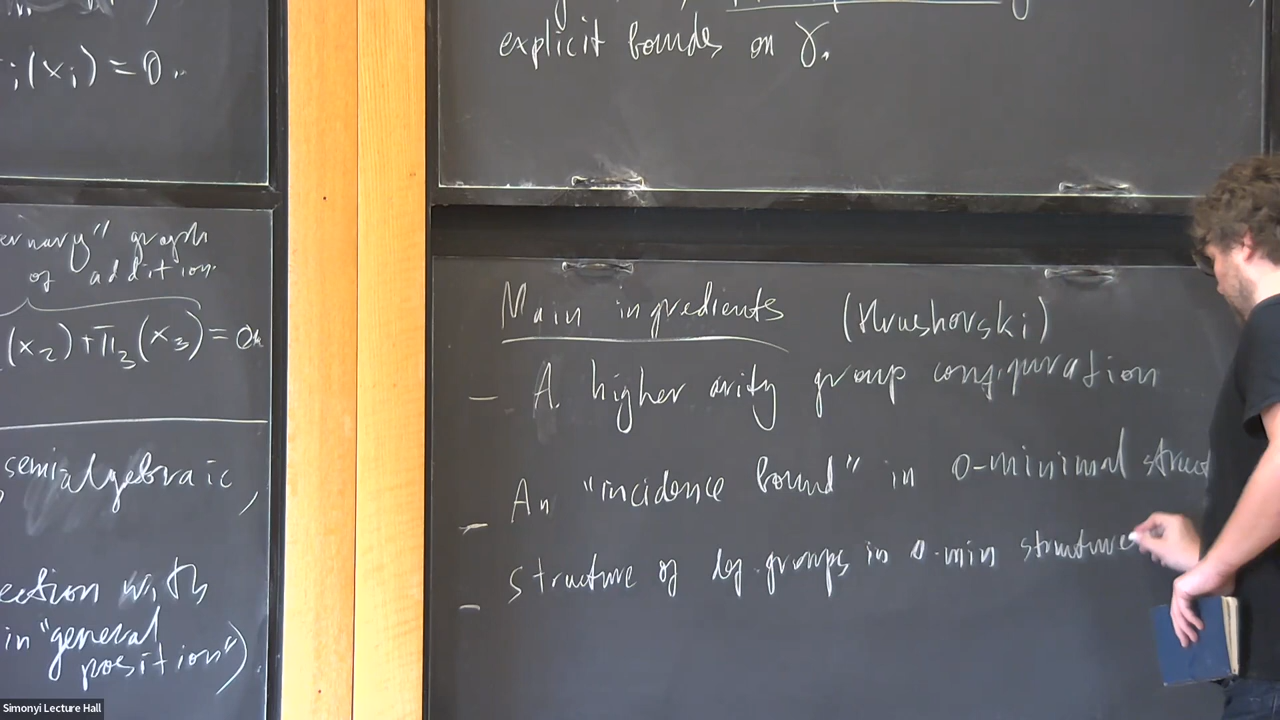 ;(x;) = 0.
ernary" graph
of addition.
(x₂) + π₃(x₃) = 0
semialgebraic,
ection with
in "general
position")
explicit bounds on γ.
Main ingredients (Hrushovski)
- A higher arity group configuration
- An "incidence bound" in o-minimal struct
- structure of def. groups in o-min structure
Simonyi Lecture Hall